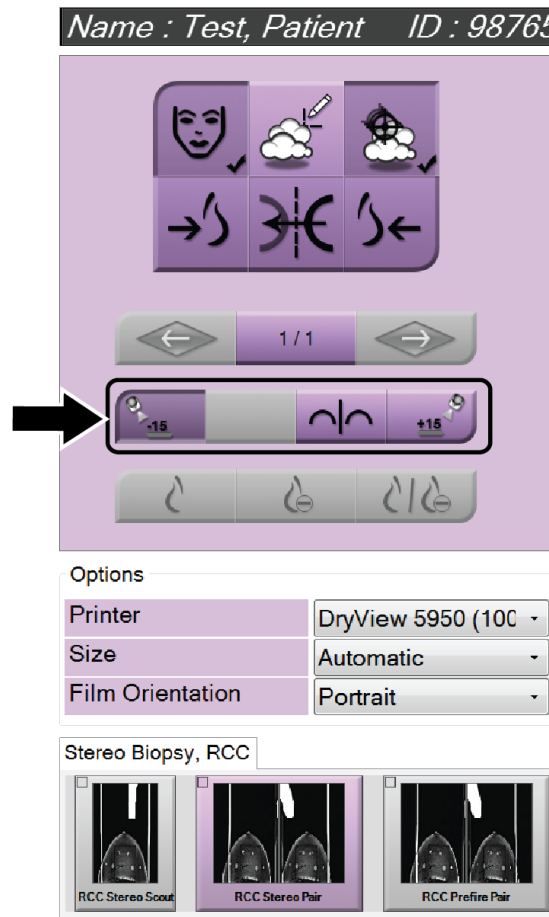 Name : Test, Patient ID : 98765
1 / 1
-15
+15
Options
Printer
DryView 5950 (100
Size
Automatic
Film Orientation
Portrait
Stereo Biopsy, RCC
RCC Stereo Scout
RCC Stereo Pair
RCC Prefire Pair